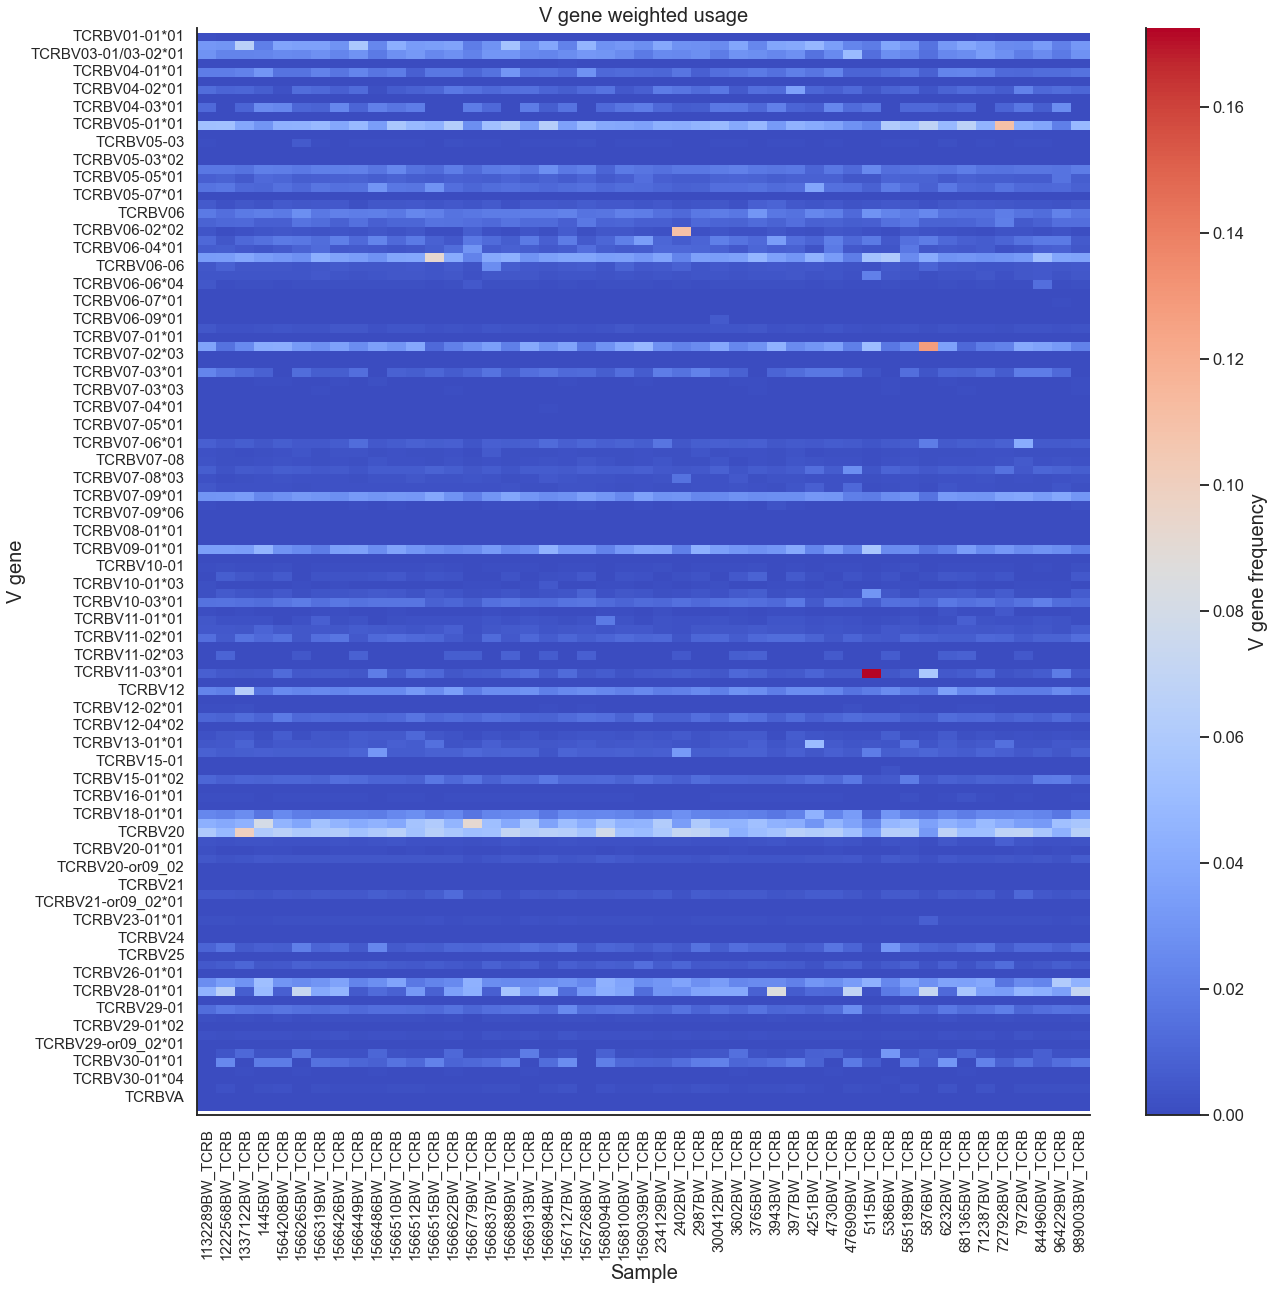 V gene weighted usage
TCRBV01-01*01
TCRBV03-01/03-02*01
TCRBV04-01*01
TCRBV04-02*01
TCRBV04-03*01
TCRBV05-01*01
TCRBV05-03
TCRBV05-03*02
TCRBV05-05*01
TCRBV05-07*01
TCRBV06
TCRBV06-02*02
TCRBV06-04*01
TCRBV06-06
TCRBV06-06*04
TCRBV06-07*01
TCRBV06-09*01
TCRBV07-01*01
TCRBV07-02*03
TCRBV07-03*01
TCRBV07-03*03
TCRBV07-04*01
TCRBV07-05*01
TCRBV07-06*01
TCRBV07-08
TCRBV07-08*03
TCRBV07-09*01
TCRBV07-09*06
TCRBV08-01*01
TCRBV09-01*01
TCRBV10-01
TCRBV10-01*03
TCRBV10-03*01
TCRBV11-01*01
TCRBV11-02*01
TCRBV11-02*03
TCRBV11-03*01
TCRBV12
TCRBV12-02*01
TCRBV12-04*02
TCRBV13-01*01
TCRBV15-01
TCRBV15-01*02
TCRBV16-01*01
TCRBV18-01*01
TCRBV20
TCRBV20-01*01
TCRBV20-or09_02
TCRBV21
TCRBV21-or09_02*01
TCRBV23-01*01
TCRBV24
TCRBV25
TCRBV26-01*01
TCRBV28-01*01
TCRBV29-01
TCRBV29-01*02
TCRBV29-or09_02*01
TCRBV30-01*01
TCRBV30-01*04
TCRBVA
V gene
1132289BW_TCRB
1222568BW_TCRB
1337122BW_TCRB
1445BW_TCRB
1564208BW_TCRB
1566265BW_TCRB
1566319BW_TCRB
1566426BW_TCRB
1566449BW_TCRB
1566486BW_TCRB
1566510BW_TCRB
1566512BW_TCRB
1566515BW_TCRB
1566622BW_TCRB
1566779BW_TCRB
1566837BW_TCRB
1566889BW_TCRB
1566913BW_TCRB
1566984BW_TCRB
1567127BW_TCRB
1567268BW_TCRB
1568094BW_TCRB
1568100BW_TCRB
1569039BW_TCRB
234129BW_TCRB
2402BW_TCRB
2987BW_TCRB
300412BW_TCRB
3602BW_TCRB
3765BW_TCRB
3943BW_TCRB
3977BW_TCRB
4251BW_TCRB
4730BW_TCRB
476909BW_TCRB
5115BW_TCRB
5386BW_TCRB
585189BW_TCRB
5876BW_TCRB
6232BW_TCRB
681365BW_TCRB
712387BW_TCRB
727928BW_TCRB
7972BW_TCRB
844960BW_TCRB
964229BW_TCRB
989003BW_TCRB
Sample
0.16
0.14
0.12
0.10
0.08
0.06
0.04
0.02
0.00
V gene frequency